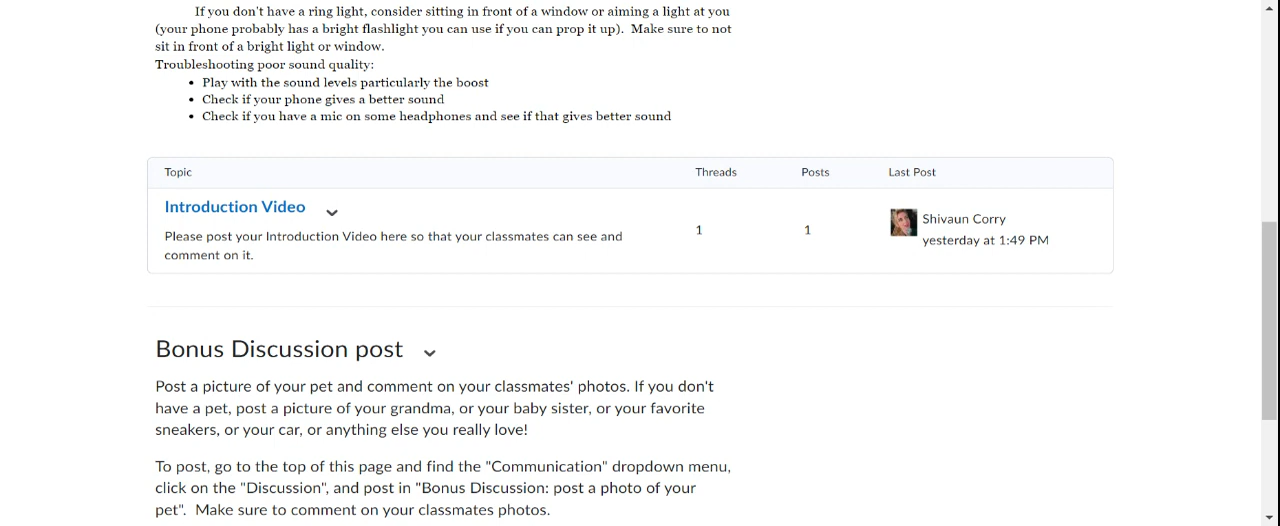 If you don't have a ring light, consider sitting in front of a window or aiming a light at you
(your phone probably has a bright flashlight you can use if you can prop it up).  Make sure to not
sit in front of a bright light or window.
Troubleshooting poor sound quality:
• Play with the sound levels particularly the boost
• Check if your phone gives a better sound
• Check if you have a mic on some headphones and see if that gives better sound
Topic Threads Posts Last Post
Introduction Video
Please post your Introduction Video here so that your classmates can see and
comment on it.
1 1
Shivaun Corry
yesterday at 1:49 PM
Bonus Discussion post
Post a picture of your pet and comment on your classmates' photos. If you don't
have a pet, post a picture of your grandma, or your baby sister, or your favorite
sneakers, or your car, or anything else you really love!
To post, go to the top of this page and find the "Communication" dropdown menu,
click on the "Discussion", and post in "Bonus Discussion: post a photo of your
pet".  Make sure to comment on your classmates photos.